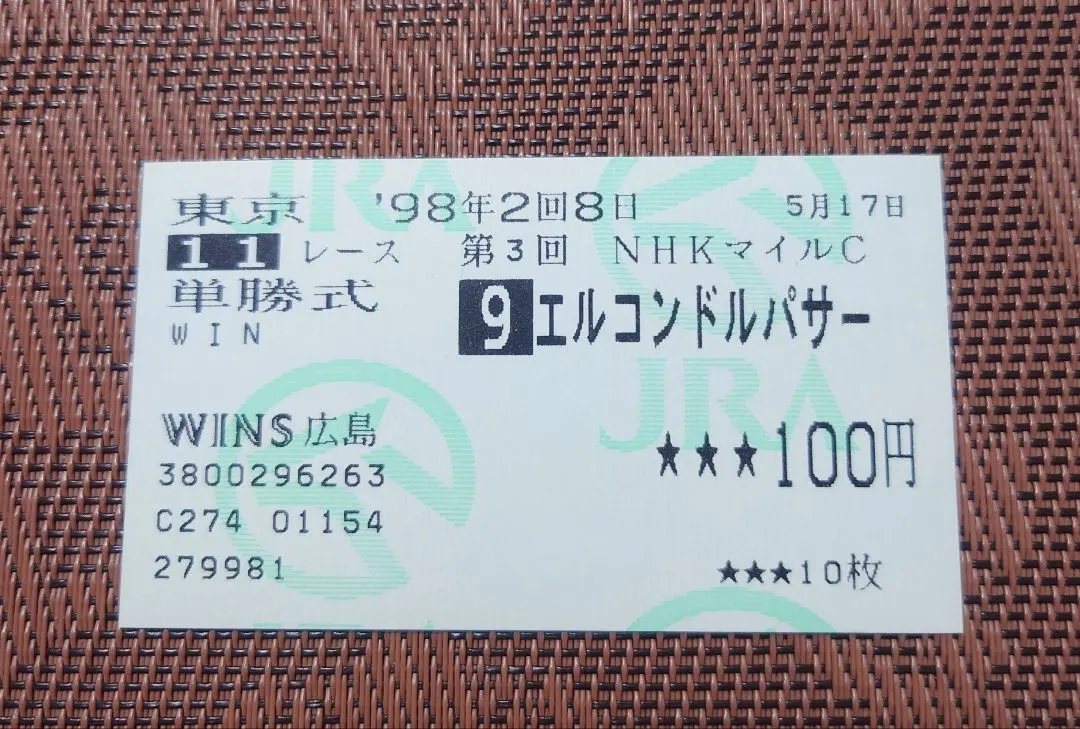 東京 '98年2回8日 5月17日
11 レース 第3回 NHKマイルC
単勝式
WIN
9 エルコンドルパサー
JRA
JRA
WINS広島
★★★100円
3800296263
C274 01154
279981
★★★10枚